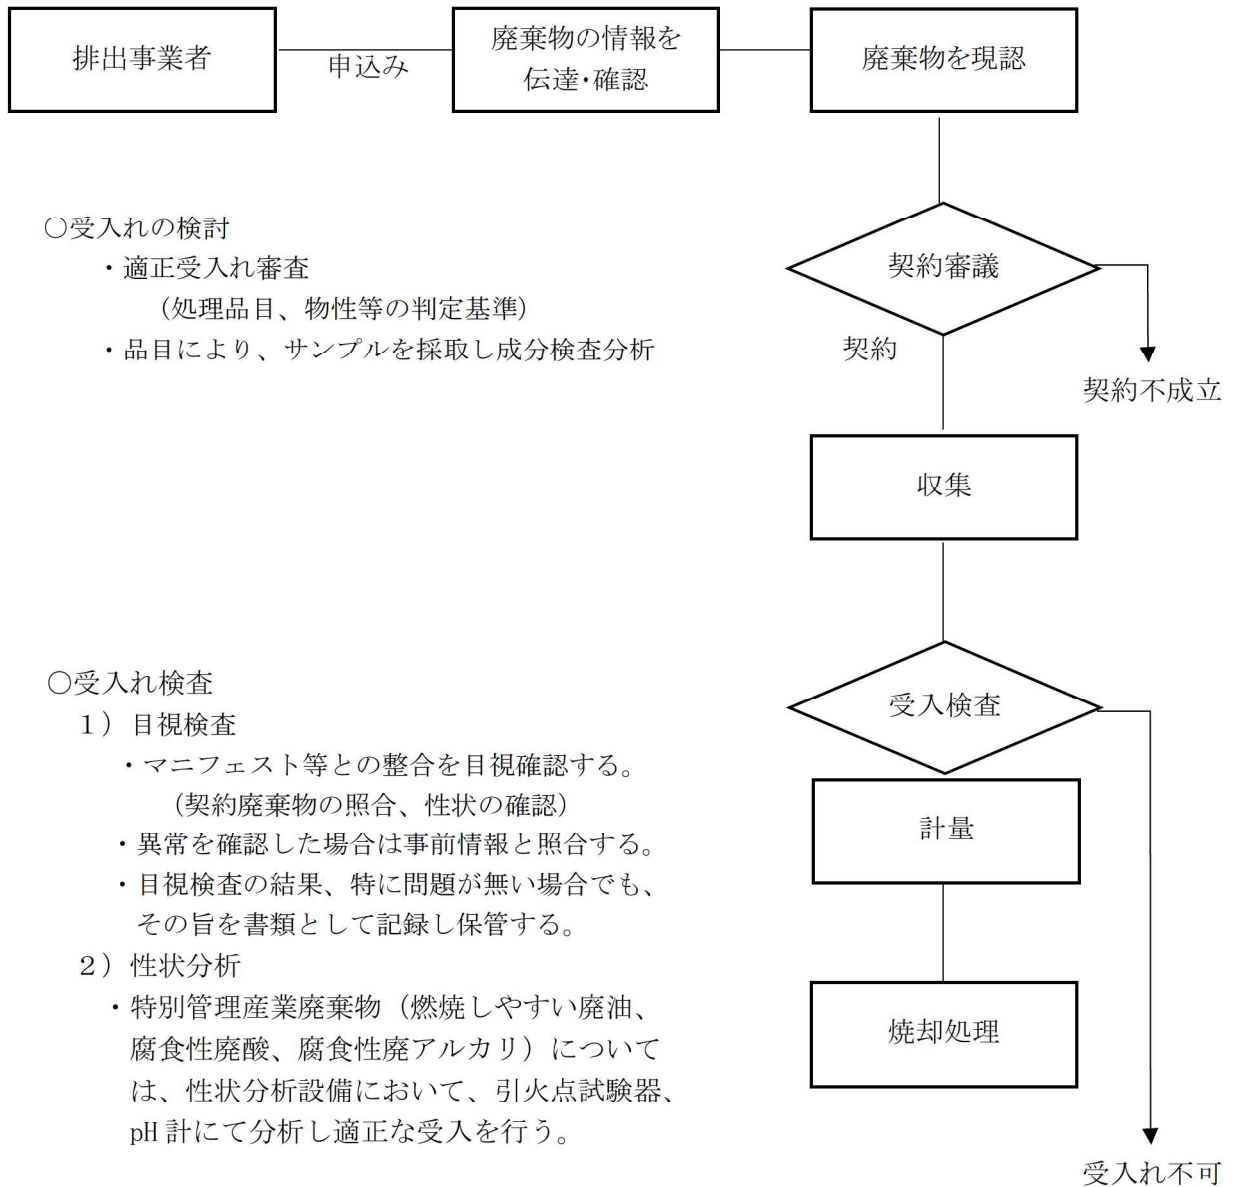 排出事業者
申込み
廃棄物の情報を
伝達・確認
廃棄物を現認
○受入れの検討
・適正受入れ審査
（処理品目、物性等の判定基準）
・品目により、サンプルを採取し成分検査分析
契約審議
契約
契約不成立
収集
○受入れ検査
１）目視検査
・マニフェスト等との整合を目視確認する。
（契約廃棄物の照合、性状の確認）
・異常を確認した場合は事前情報と照合する。
・目視検査の結果、特に問題が無い場合でも、
その旨を書類として記録し保管する。
２）性状分析
・特別管理産業廃棄物（燃焼しやすい廃油、
腐食性廃酸、腐食性廃アルカリ）について
は、性状分析設備において、引火点試験器、
pH計にて分析し適正な受入を行う。
受入検査
計量
焼却処理
受入れ不可